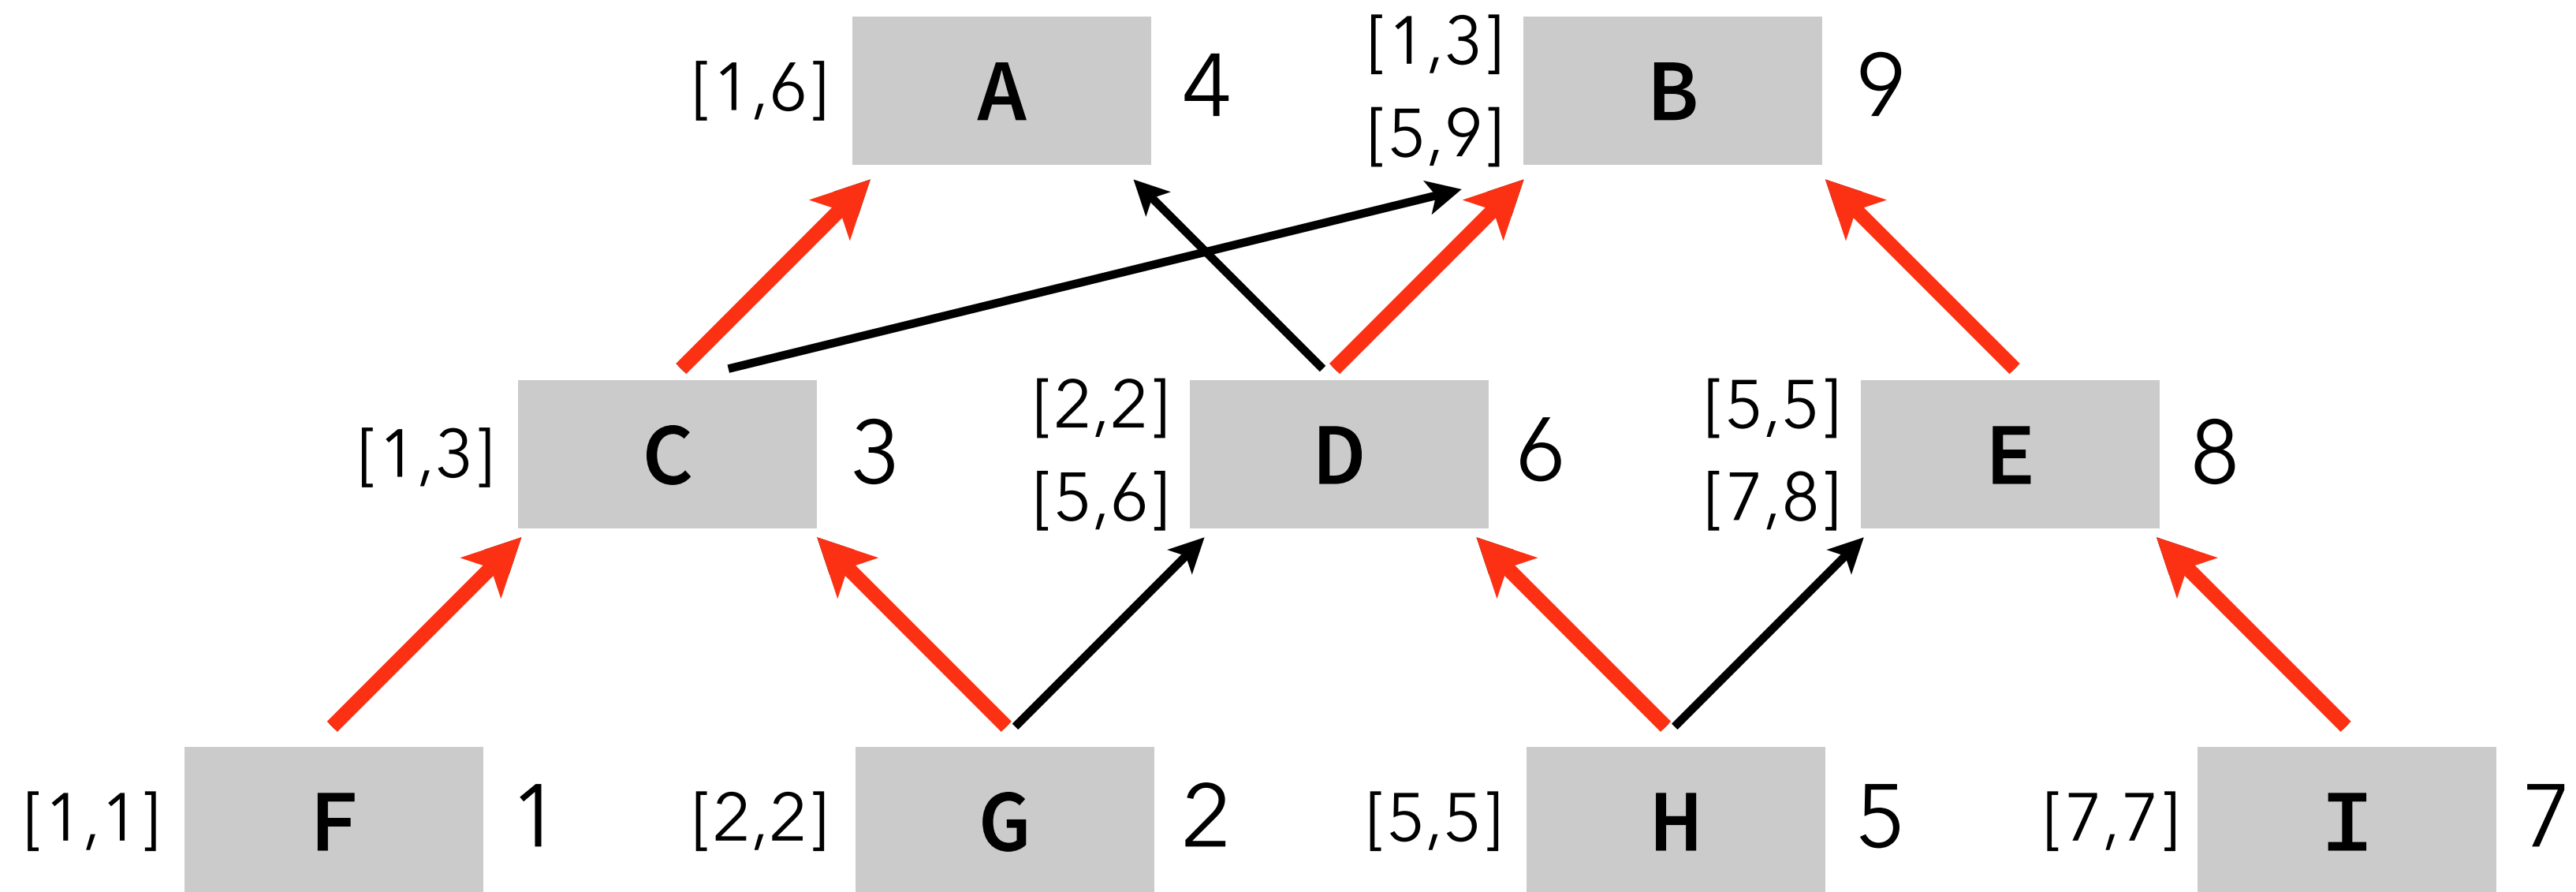 [1,3]
[1,6] A 4 B 9
[5,9]
[2,2] [5,5]
[1,3] C 3 D 6 E 8
[5,6] [7,8]
[1,1] F 1 [2,2] G 2 [5,5] H 5 [7,7] I 7